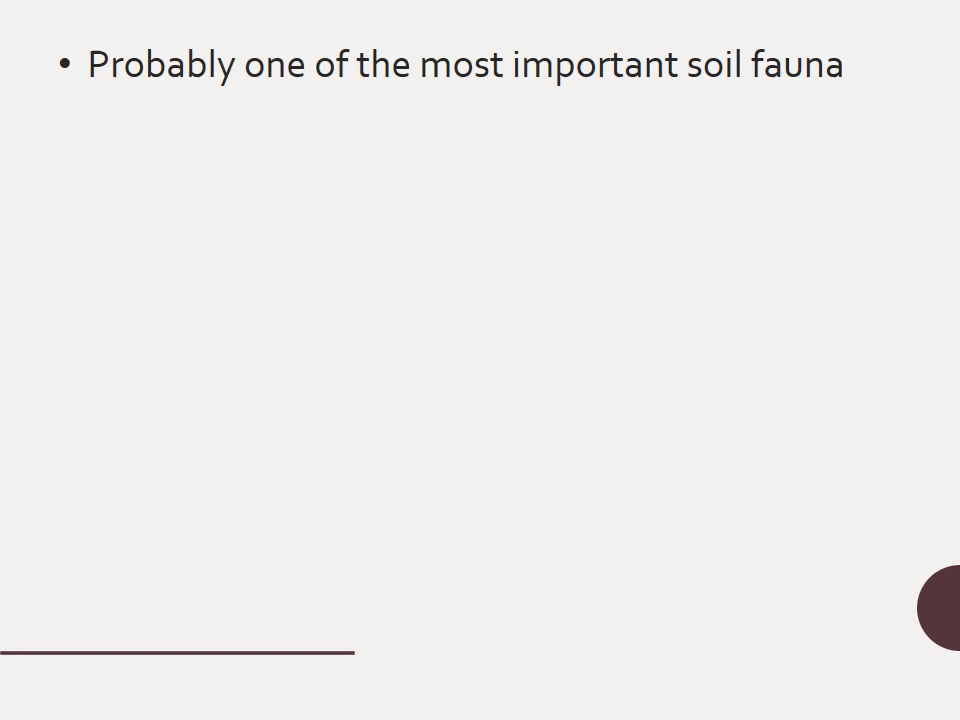 • Probably one of the most important soil fauna